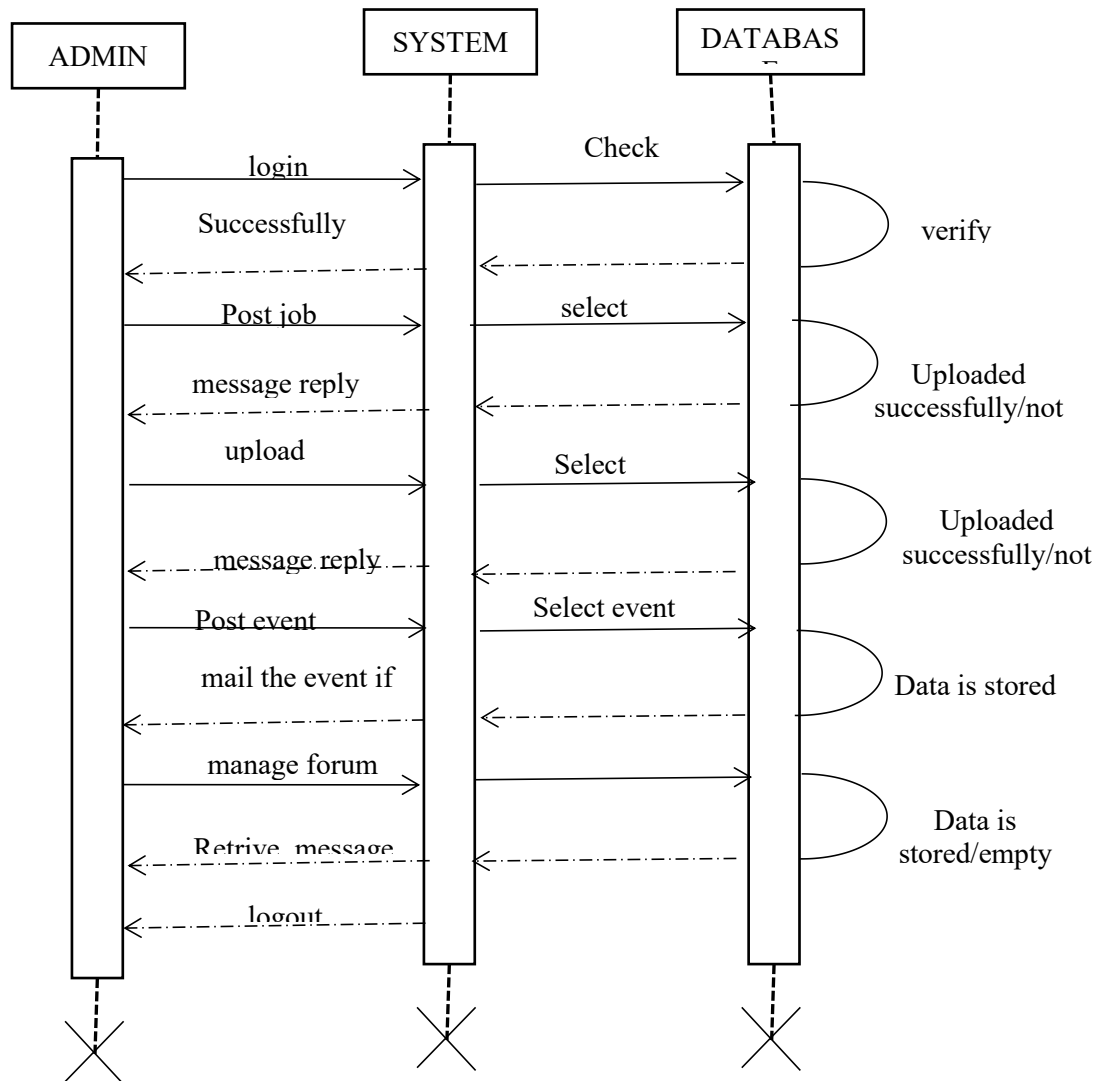 ADMIN
SYSTEM
DATABAS
E
login
Check
Successfully
verify
Post job
select
message reply
Uploaded
successfully/not
upload
Select
message reply
Uploaded
successfully/not
Post event
Select event
mail the event if
Data is stored
manage forum
Retrive message
Data is
stored/empty
logout